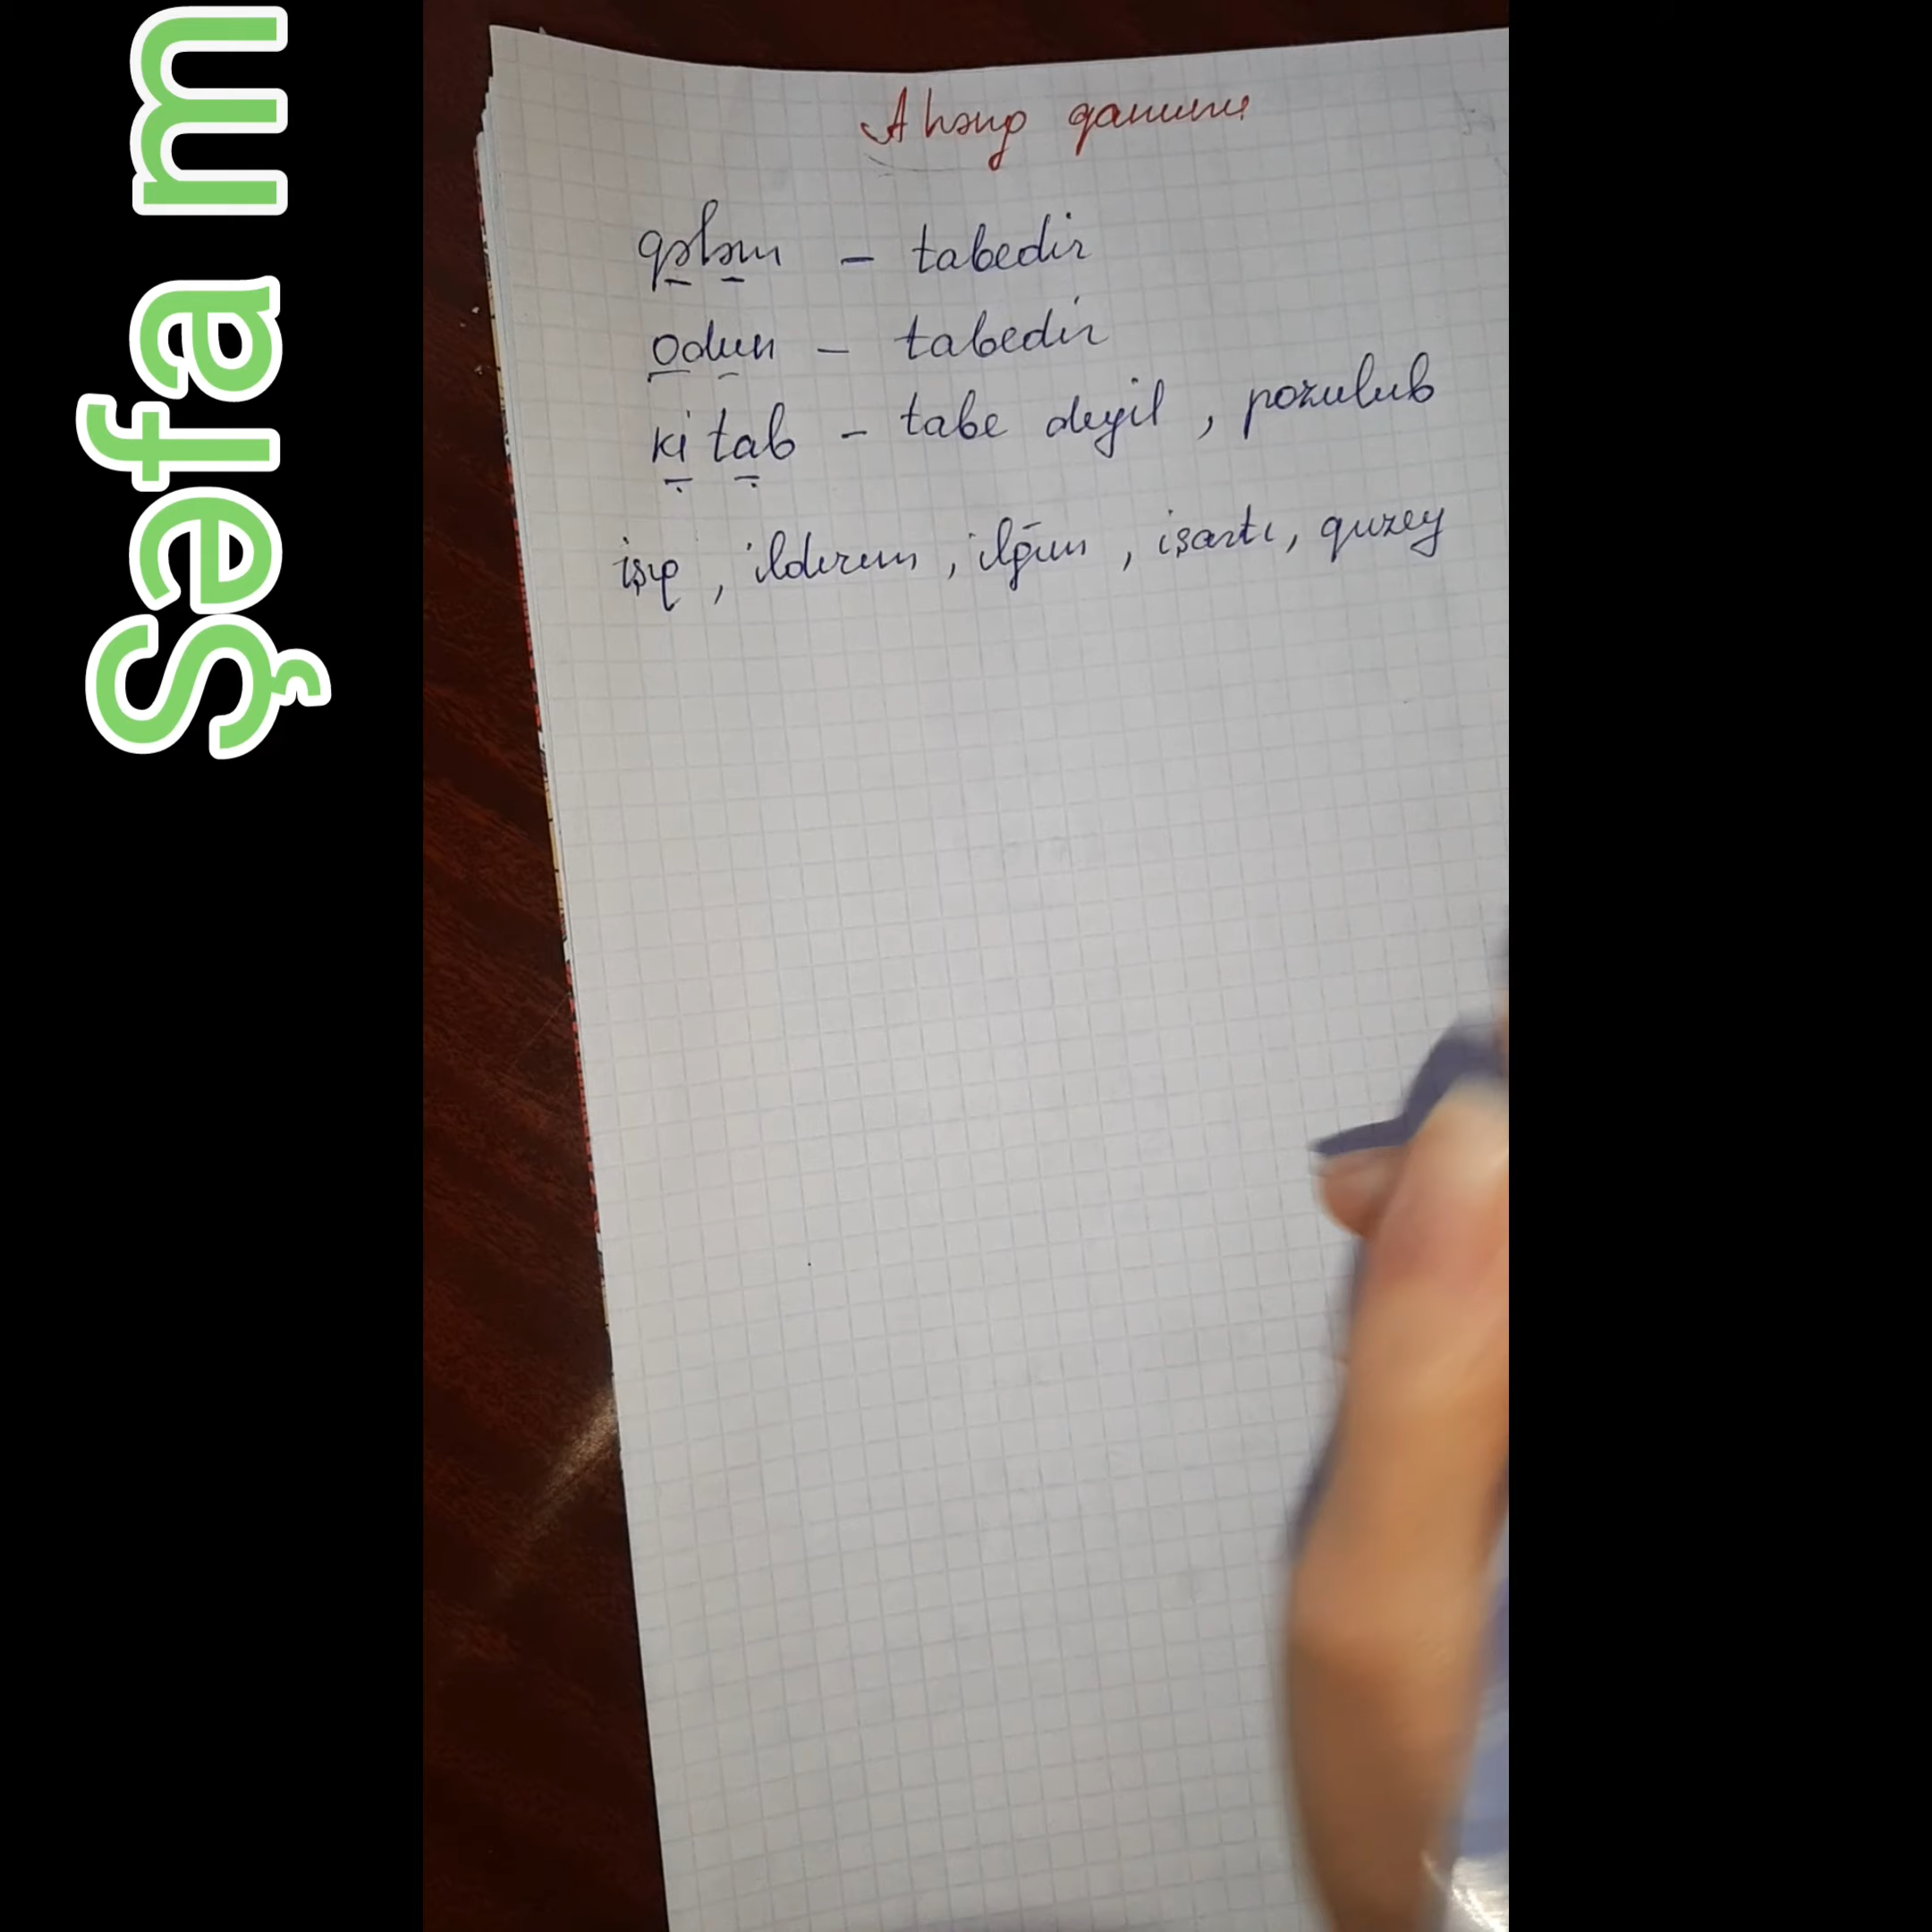 Şəfa m
Ahəng qanunu
qələm - tabedir
odun - tabedir
kitab - tabe deyil, pozulub
işıq, ildırım, ilğım, işartı, quzey